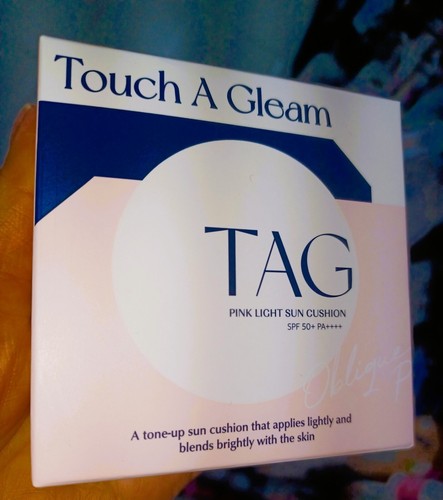 Touch A Gleam
TAG
PINK LIGHT SUN CUSHION
SPF 50+ PA++++
Oblique F
A tone-up sun cushion that applies lightly and
blends brightly with the skin